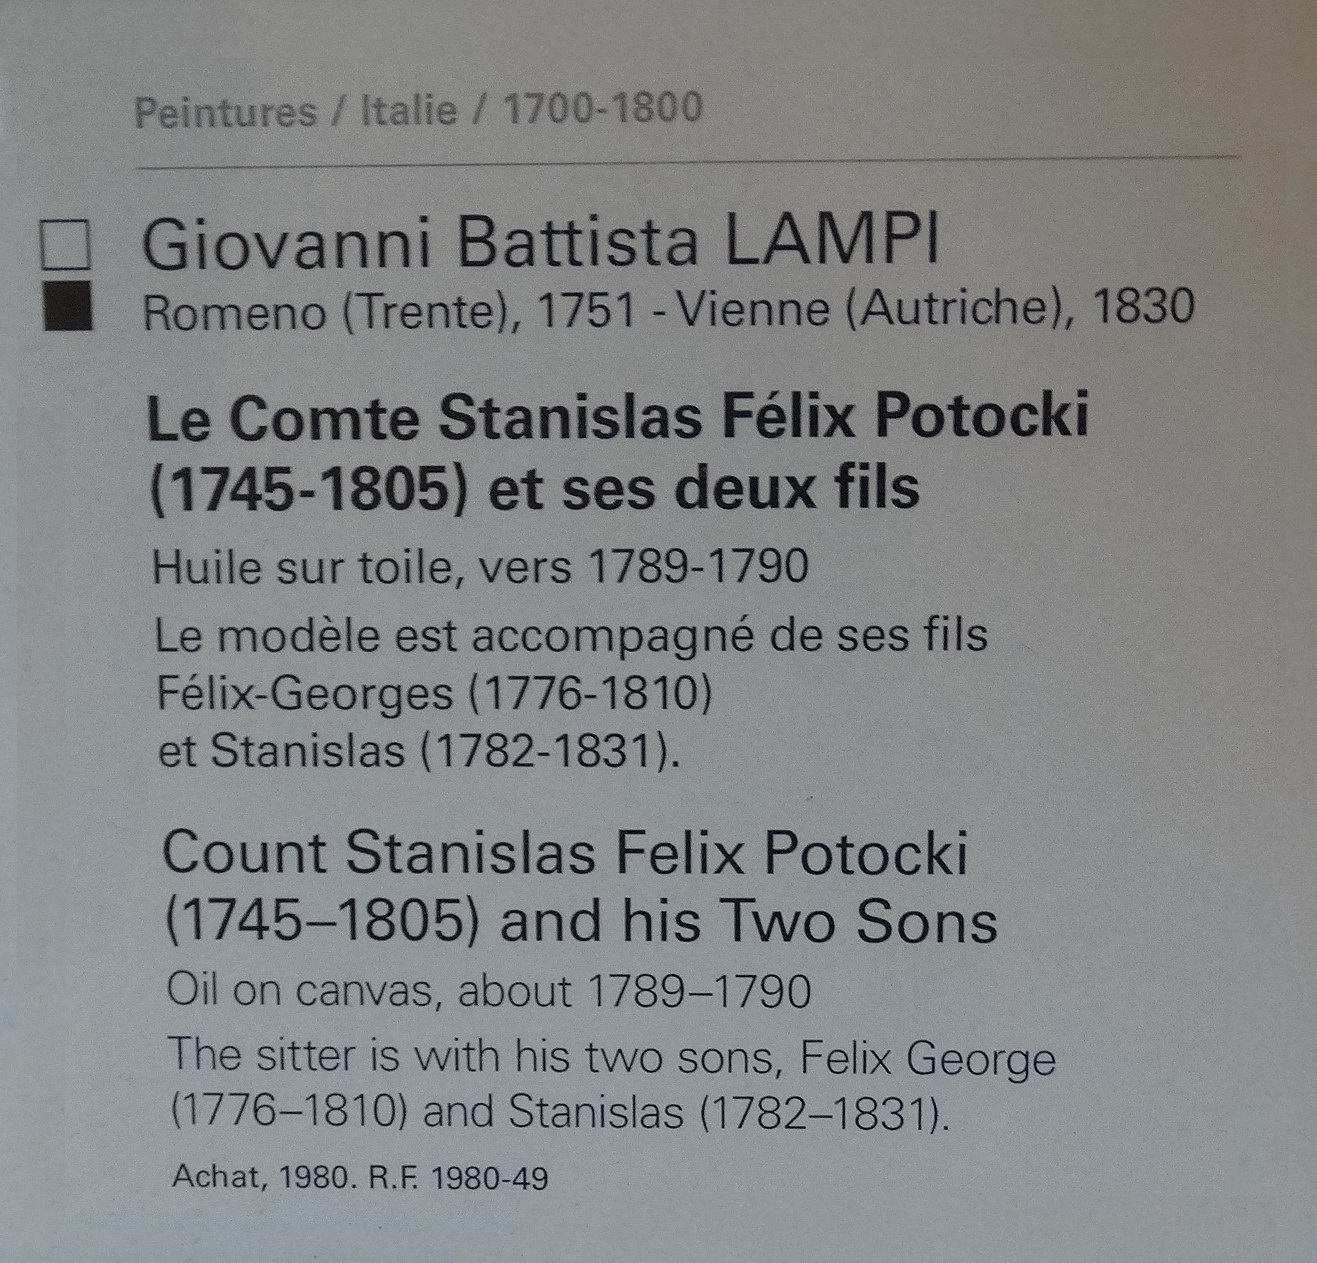 Peintures / Italie / 1700-1800
Giovanni Battista LAMPI
Romeno (Trente), 1751 - Vienne (Autriche), 1830
Le Comte Stanislas Félix Potocki
(1745-1805) et ses deux fils
Huile sur toile, vers 1789-1790
Le modèle est accompagné de ses fils
Félix-Georges (1776-1810)
et Stanislas (1782-1831).
Count Stanislas Felix Potocki
(1745–1805) and his Two Sons
Oil on canvas, about 1789–1790
The sitter is with his two sons, Felix George
(1776–1810) and Stanislas (1782–1831).
Achat, 1980. R.F. 1980-49